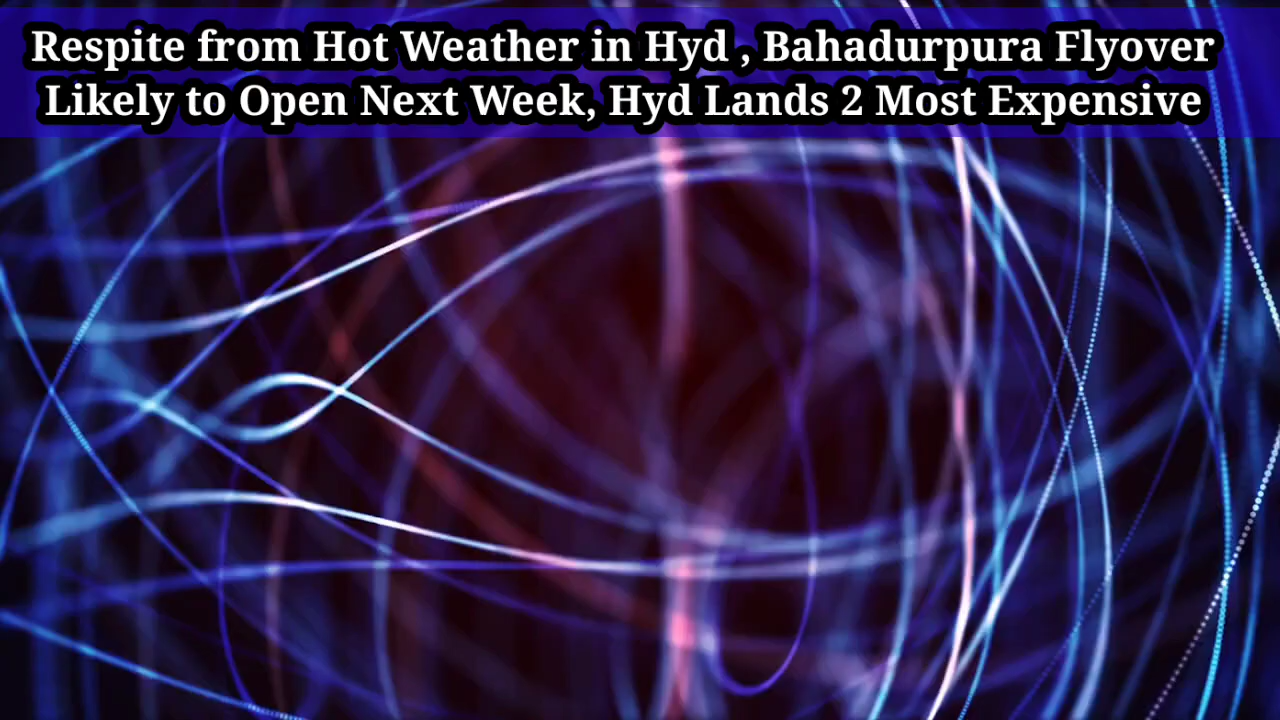 Respite from Hot Weather in Hyd , Bahadurpura Flyover
Likely to Open Next Week, Hyd Lands 2 Most Expensive